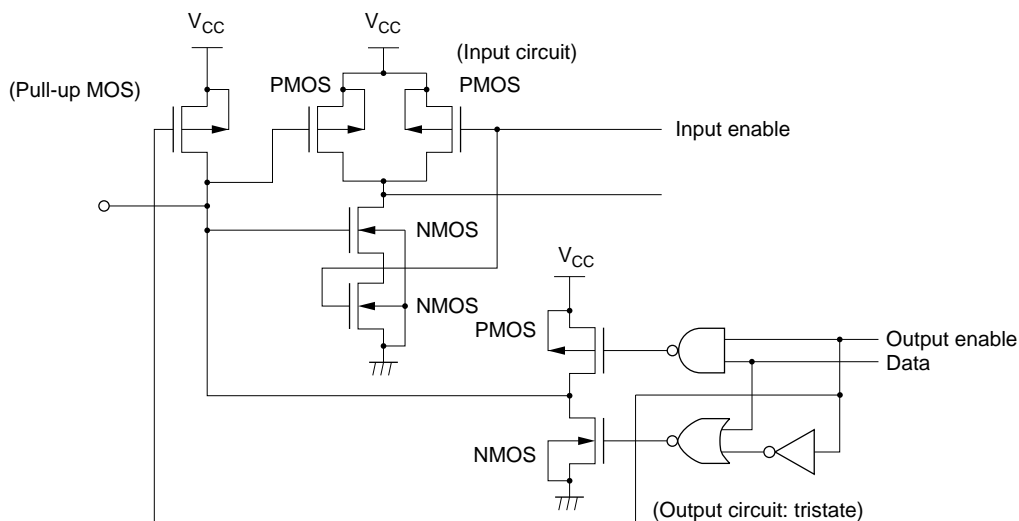 VCC
VCC
(Input circuit)
(Pull-up MOS)
PMOS
PMOS
Input enable
NMOS
NMOS
VCC
PMOS
Output enable
Data
NMOS
(Output circuit: tristate)